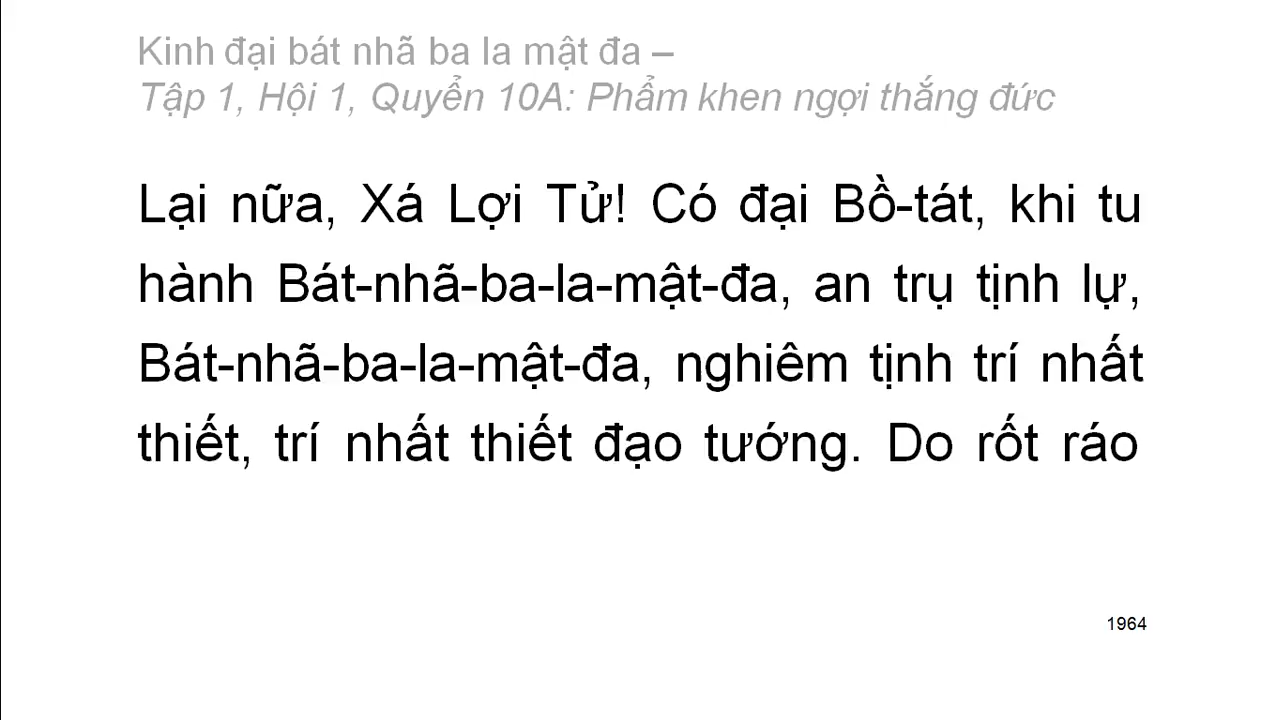 Kinh đại bát nhã ba la mật đa –
Tập 1, Hội 1, Quyển 10A: Phẩm khen ngợi thắng đức
Lại nữa, Xá Lợi Tử! Có đại Bồ-tát, khi tu
hành Bát-nhã-ba-la-mật-đa, an trụ tịnh lự,
Bát-nhã-ba-la-mật-đa, nghiêm tịnh trí nhất
thiết, trí nhất thiết đạo tướng. Do rốt ráo
1964